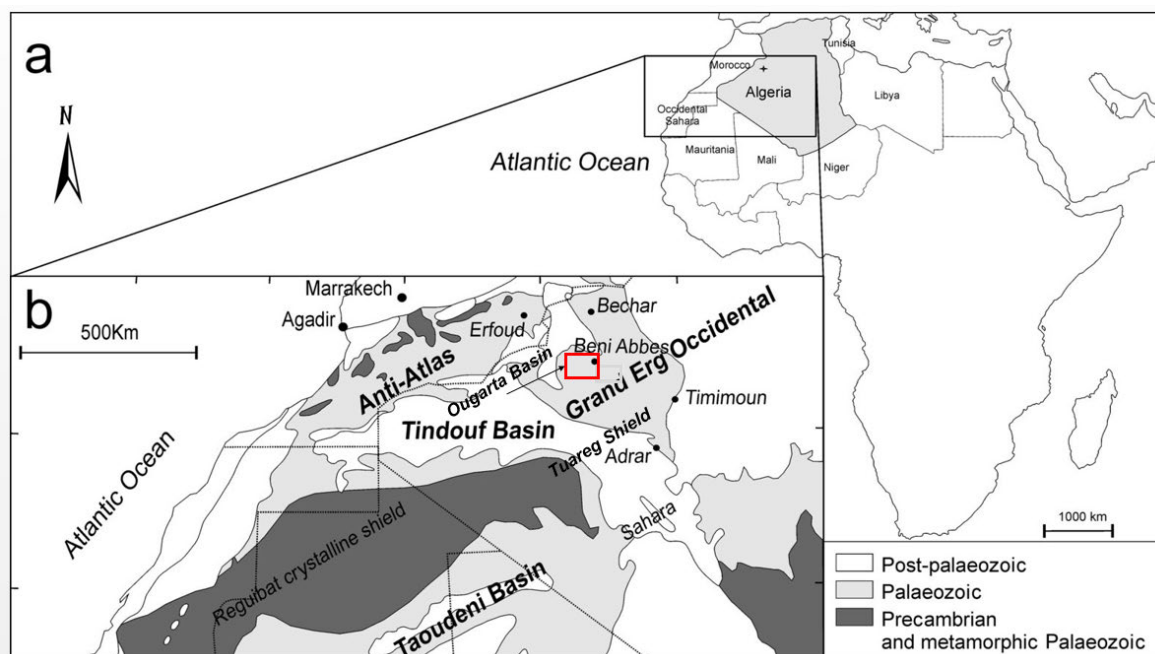 a
N
Tunisia
Morocco
Algeria
Libya
Occidental
Sahara
Mauritania
Mali
Niger
Atlantic Ocean
1000 km
b
500Km
Marrakech
Agadir
Erfoud
Bechar
Beni Abbes
Anti-Atlas
Ougarta Basin
Grand Erg Occidental
Timimoun
Tindouf Basin
Tuareg Shield
Adrar
Atlantic Ocean
Sahara
Reguibat crystalline shield
Taoudeni Basin
Post-palaeozoic
Palaeozoic
Precambrian
and metamorphic Palaeozoic